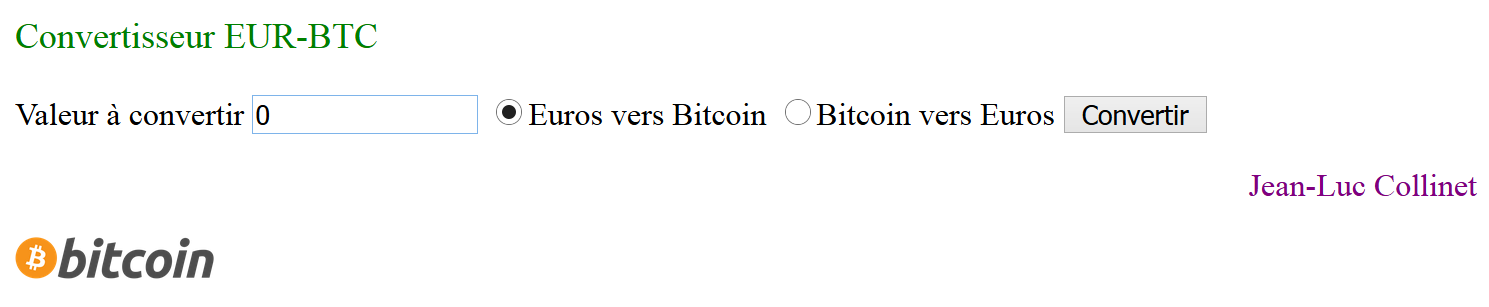 Convertisseur EUR-BTC
Valeur à convertir 0 Euros vers Bitcoin Bitcoin vers Euros Convertir
Jean-Luc Collinet
bitcoin